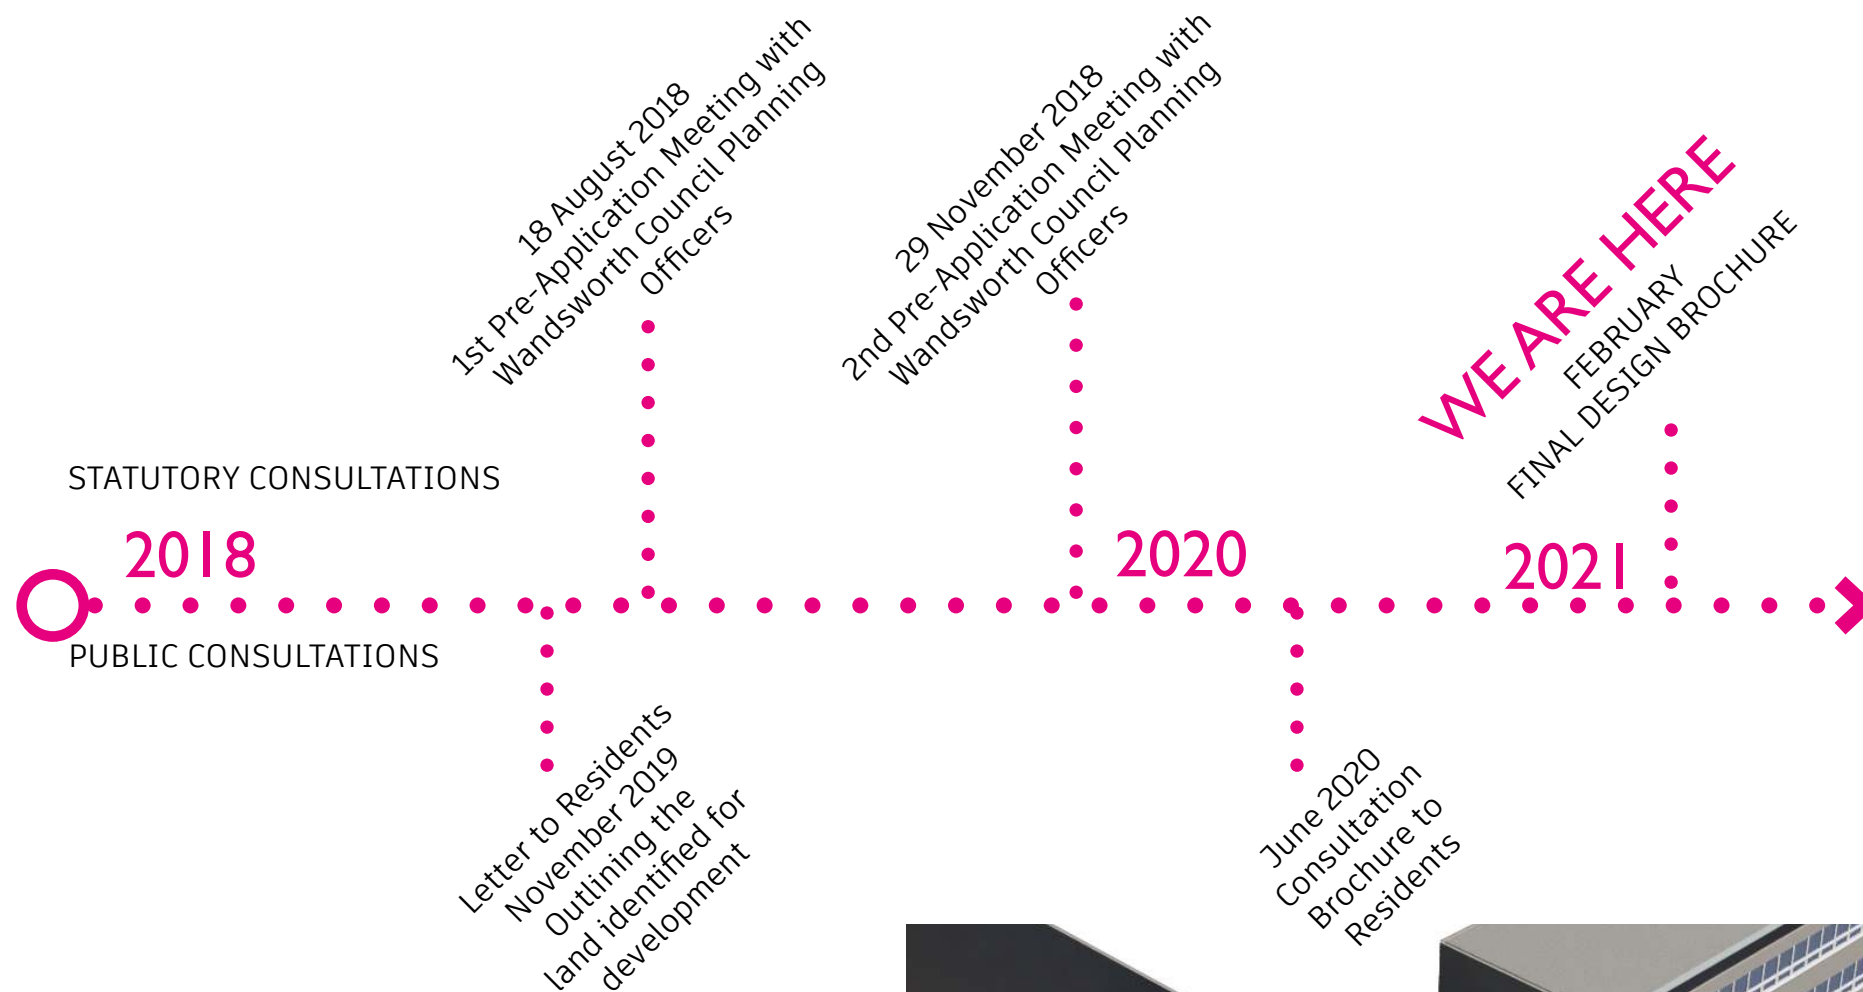 18 August 2018
1st Pre-Application Meeting with
Wandsworth Council Planning
Officers
29 November 2018
2nd Pre-Application Meeting with
Wandsworth Council Planning
Officers
WE ARE HERE
FEBRUARY
FINAL DESIGN BROCHURE
STATUTORY CONSULTATIONS
2018
2020
2021
PUBLIC CONSULTATIONS
Letter to Residents
November 2019
Outlining the
land identified for
development
June 2020
Consultation
Brochure to
Residents